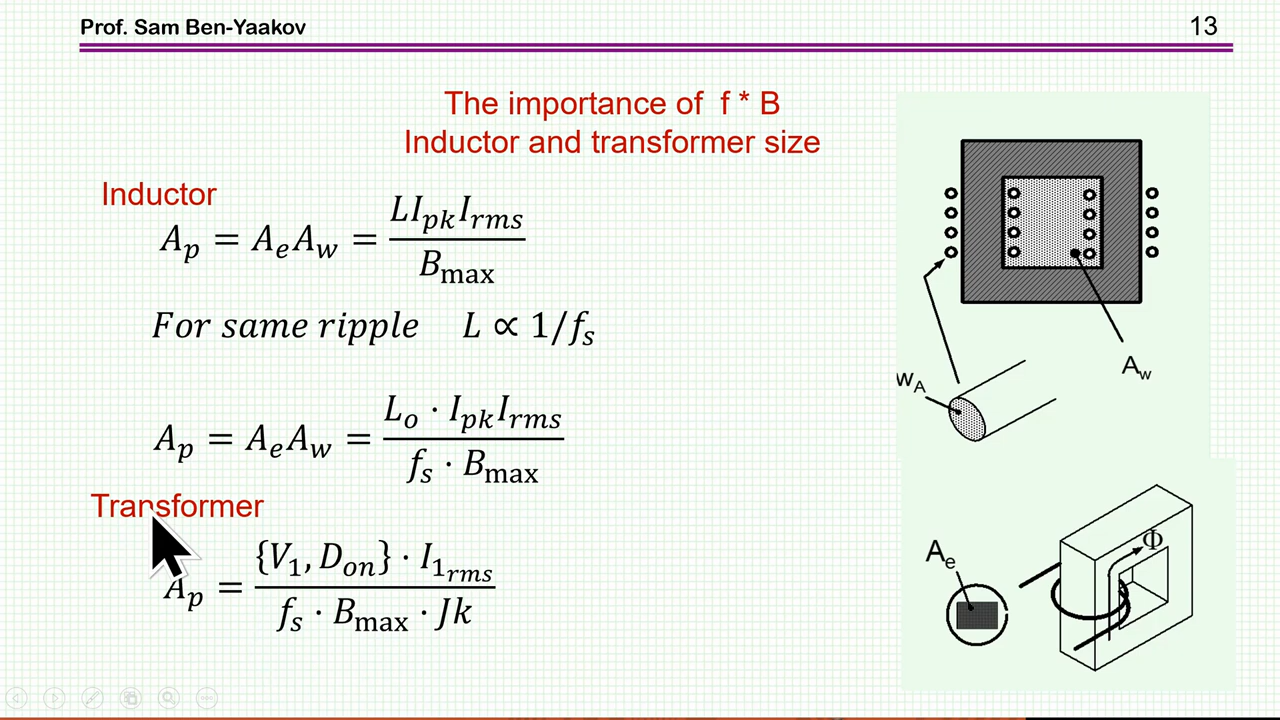 Prof. Sam Ben-Yaakov
13
The importance of f * B
Inductor and transformer size
Inductor
A_p = A_e A_w = L I_pk I_rms / B_max
For same ripple L ∝ 1/f_s
A_p = A_e A_w = L_o · I_pk I_rms / f_s · B_max
Transformer
A_p = {V_1, D_on} · I_1rms / f_s · B_max · Jk
w_A
A_w
A_e
Φ